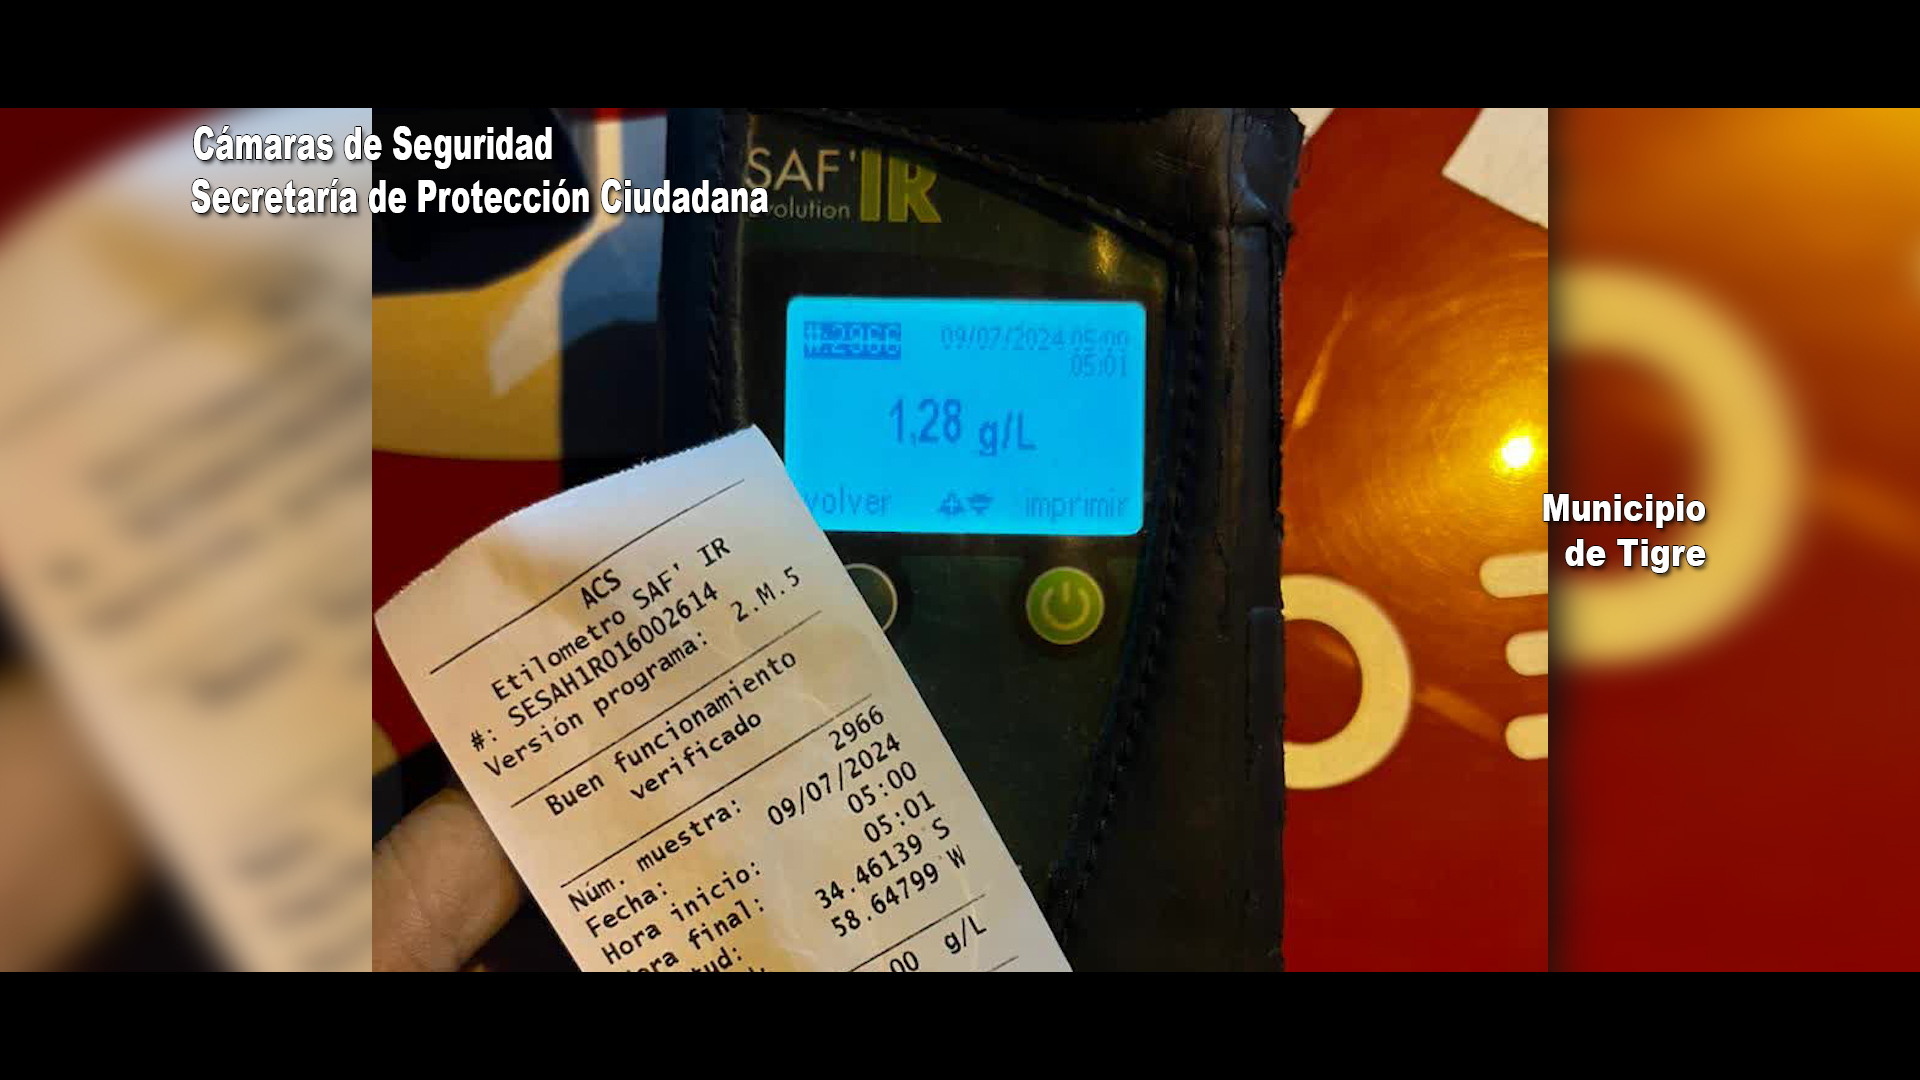 Cámaras de Seguridad
Secretaría de Protección Ciudadana
SAF'IR
evolution
#:2966 09/07/2024 05:00
05:01
1,28 g/L
volver imprimir
Municipio
de Tigre
ACS
Etilometro SAF' IR
#: SESAH1R016002614
Versión programa: 2.M.5
Buen funcionamiento
verificado
Núm. muestra: 2966
Fecha: 09/07/2024
Hora inicio: 05:00
Hora final: 05:01
34.46139 S
58.64799 W
g/L